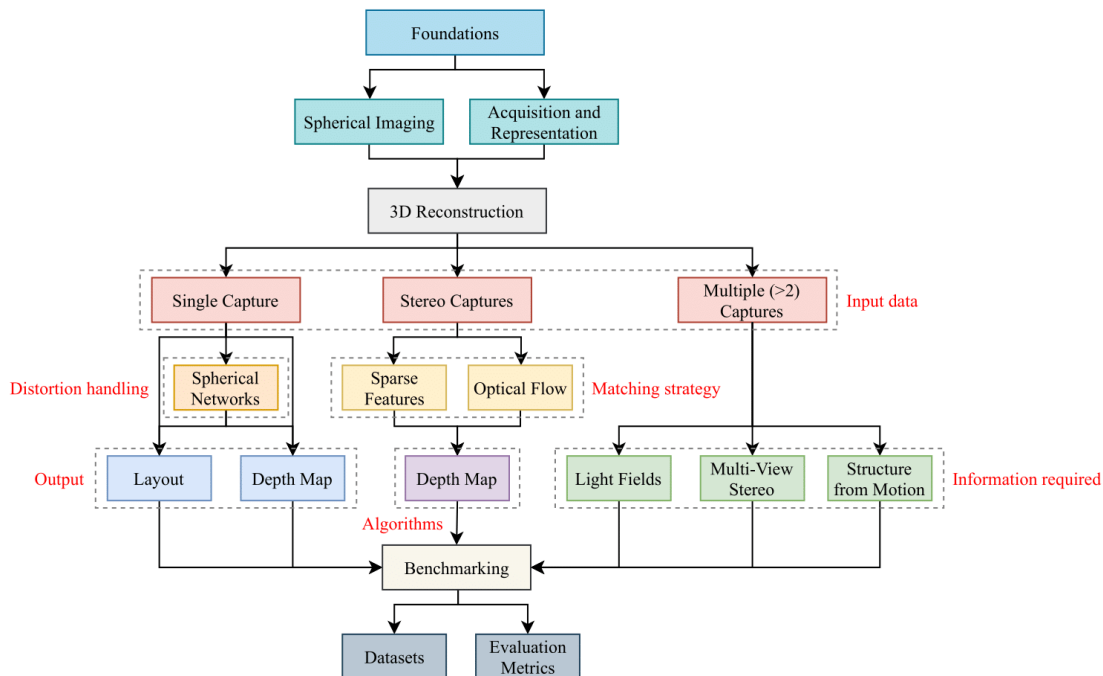 Foundations
Spherical Imaging
Acquisition and
Representation
3D Reconstruction
Single Capture
Stereo Captures
Multiple (>2)
Captures
Input data
Distortion handling
Spherical
Networks
Sparse
Features
Optical Flow
Matching strategy
Output
Layout
Depth Map
Depth Map
Light Fields
Multi-View
Stereo
Structure
from Motion
Information required
Algorithms
Benchmarking
Datasets
Evaluation
Metrics